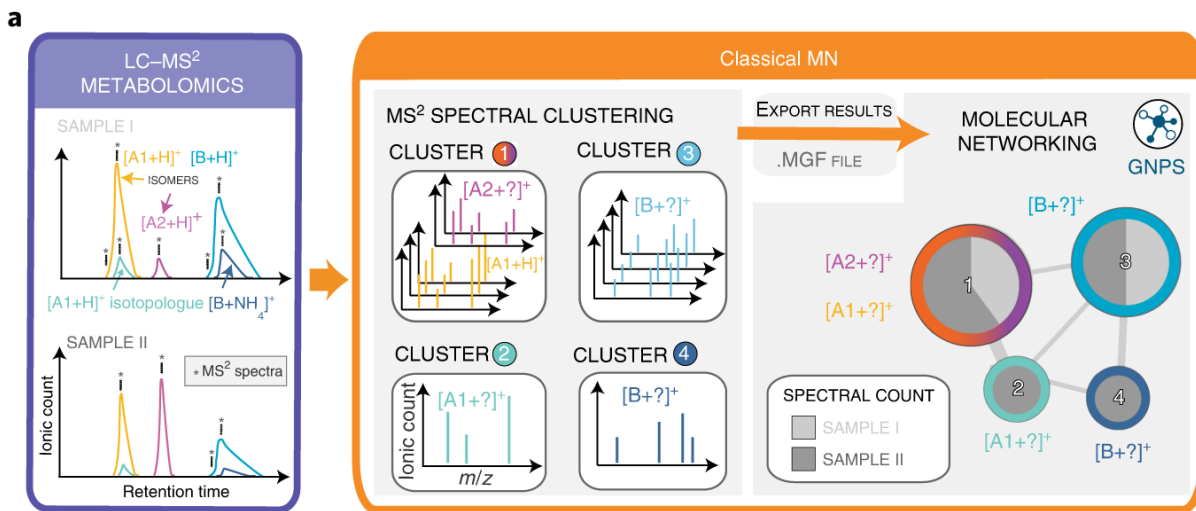 a
LC–MS²
METABOLOMICS
SAMPLE I
[A1+H]⁺
[B+H]⁺
ISOMERS
[A2+H]⁺
[A1+H]⁺ isotopologue
[B+NH₄]⁺
SAMPLE II
* MS² spectra
Ionic count
Retention time
Classical MN
MS² SPECTRAL CLUSTERING
CLUSTER 1
[A2+?]⁺
[A1+H]⁺
CLUSTER 3
[B+?]⁺
CLUSTER 2
[A1+?]⁺
Ionic count
m/z
CLUSTER 4
[B+?]⁺
EXPORT RESULTS
.MGF FILE
MOLECULAR
NETWORKING
GNPS
[B+?]⁺
[A2+?]⁺
[A1+?]⁺
1
3
2
4
[A1+?]⁺
[B+?]⁺
SPECTRAL COUNT
SAMPLE I
SAMPLE II